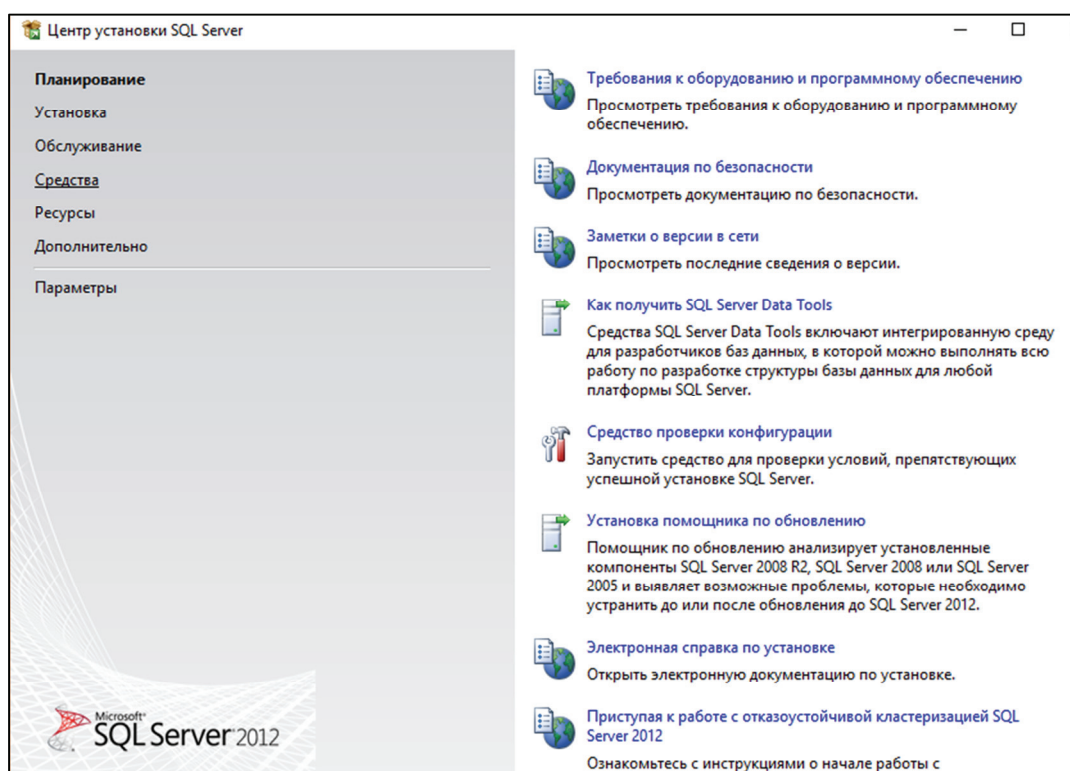 Центр установки SQL Server
Планирование
Установка
Обслуживание
Средства
Ресурсы
Дополнительно
Параметры
Требования к оборудованию и программному обеспечению
Просмотреть требования к оборудованию и программному
обеспечению.
Документация по безопасности
Просмотреть документацию по безопасности.
Заметки о версии в сети
Просмотреть последние сведения о версии.
Как получить SQL Server Data Tools
Средства SQL Server Data Tools включают интегрированную среду
для разработчиков баз данных, в которой можно выполнять всю
работу по разработке структуры базы данных для любой
платформы SQL Server.
Средство проверки конфигурации
Запустить средство для проверки условий, препятствующих
успешной установке SQL Server.
Установка помощника по обновлению
Помощник по обновлению анализирует установленные
компоненты SQL Server 2008 R2, SQL Server 2008 или SQL Server
2005 и выявляет возможные проблемы, которые необходимо
устранить до или после обновления до SQL Server 2012.
Электронная справка по установке
Открыть электронную документацию по установке.
Приступая к работе с отказоустойчивой кластеризацией SQL
Server 2012
Ознакомьтесь с инструкциями о начале работы с
Microsoft
SQL Server 2012